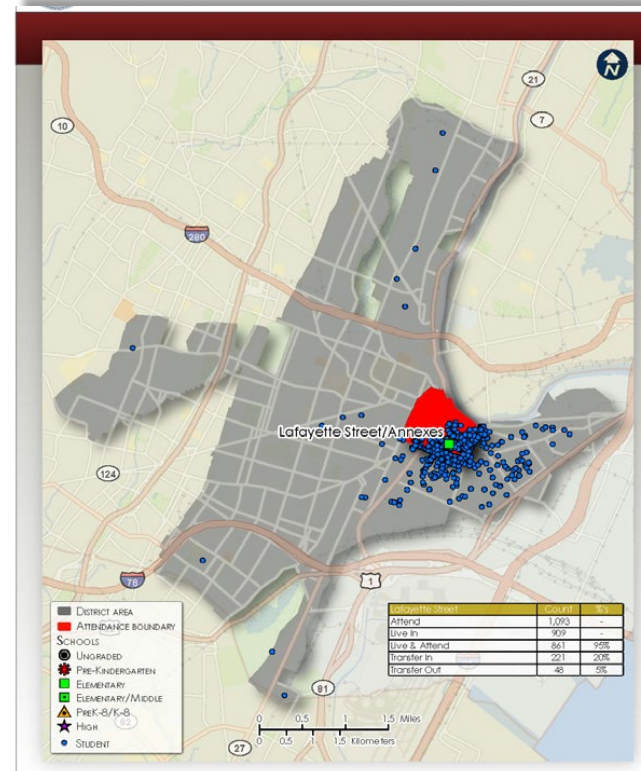 N
21
7
10
280
Lafayette Street/Annexes
124
78
1
DISTRICT AREA
ATTENDANCE BOUNDARY
SCHOOLS
UNGRADED
PRE-KINDERGARTEN
ELEMENTARY
ELEMENTARY/MIDDLE
PREK-8/K-8
HIGH
STUDENT
82
Lafayette Street Count %'s
Attend 1,093 -
Live In 909 -
Live & Attend 861 95%
Transfer In 221 20%
Transfer Out 48 5%
81
0 0.5 1 1.5 Miles
0 0.5 1 1.5 Kilometers
27